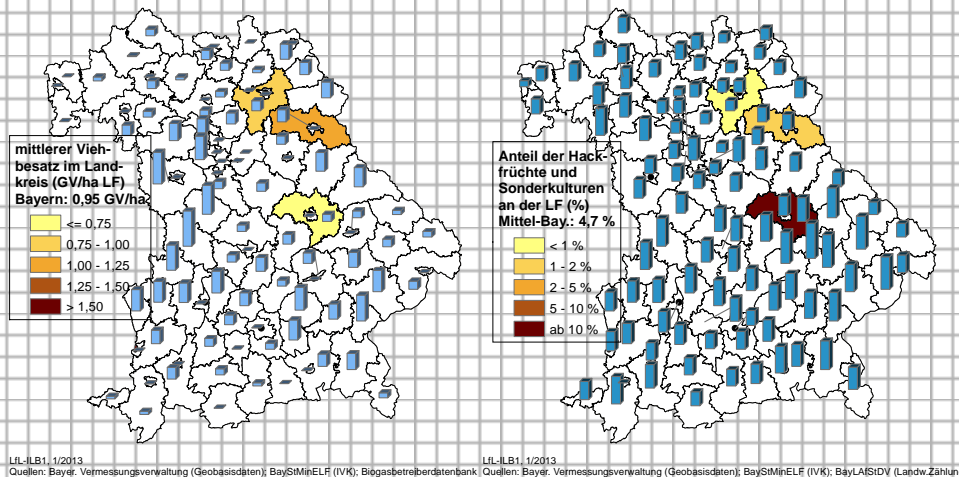 mittlerer Vieh-
besatz im Land-
kreis (GV/ha LF)
Bayern: 0,95 GV/ha
<= 0.75
0.75 - 1.00
1,00 - 1,25
1,25 - 1,50
> 1,50
LfL-ILB1, 1/2013
Quellen: Bayer. Vermessungsverwaltung (Geobasisdaten); BayStMinELF (IVK); Biogasbetreiberdatenbank
Anteil der Hack-
früchte und
Sonderkulturen
an der LF (%)
Mittel-Bay.: 4,7 %
< 1 %
1 - 2 %
2 - 5 %
5 - 10 %
ab 10 %
LfL-ILB1, 1/2013
Quellen: Bayer. Vermessungsverwaltung (Geobasisdaten); BayStMinELF (IVK); BayLAfStDV (Landw.Zählun